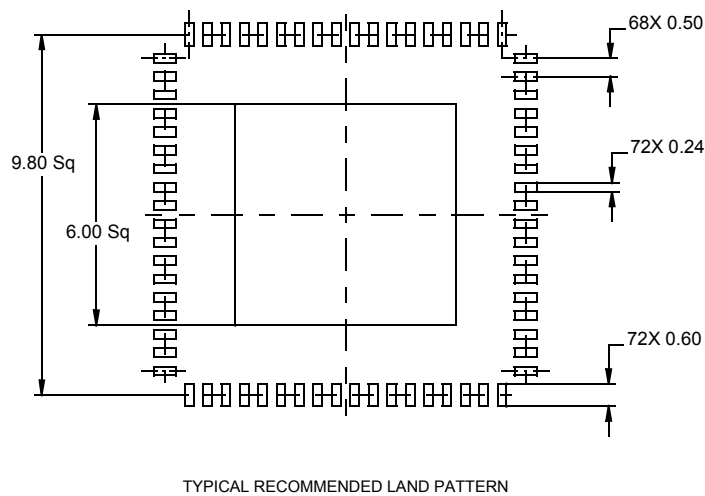 68X 0.50
72X 0.24
9.80 Sq
6.00 Sq
72X 0.60
TYPICAL RECOMMENDED LAND PATTERN